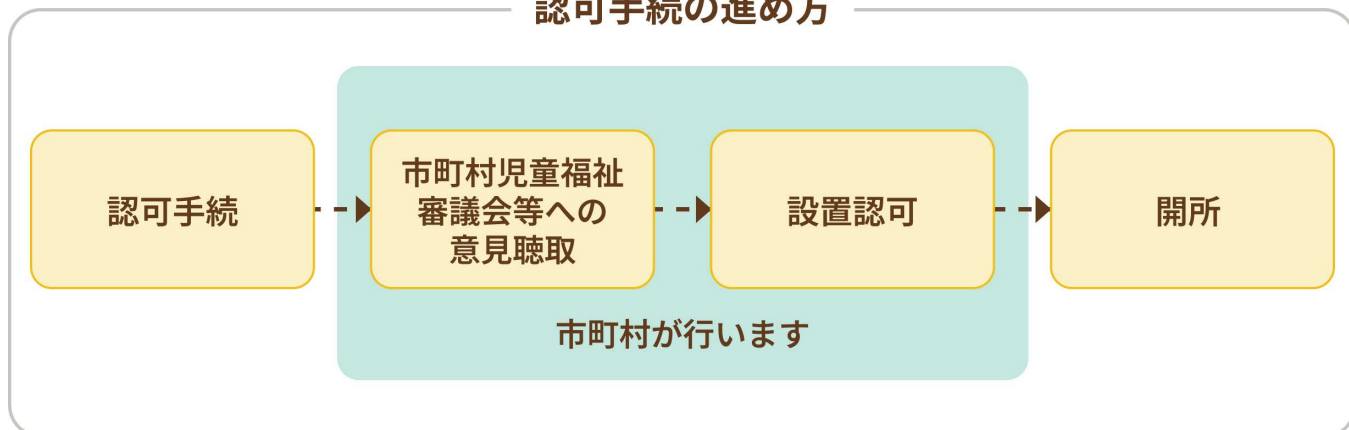 認可手続の進め方
認可手続
市町村児童福祉
審議会等への
意見聴取
設置認可
開所
市町村が行います